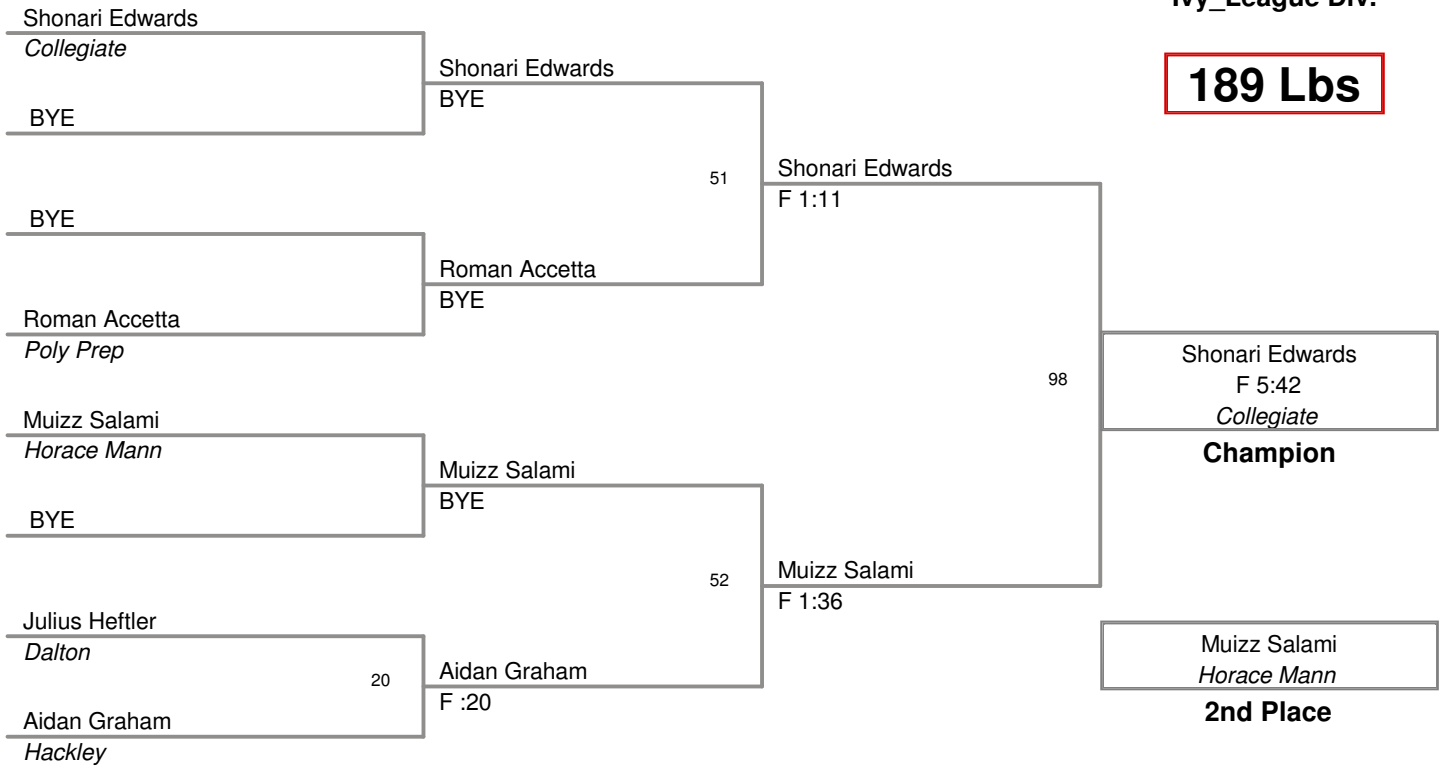 Ivy_League Div.
189 Lbs
Shonari Edwards
Collegiate
BYE
BYE
Roman Accetta
Poly Prep
Muizz Salami
Horace Mann
BYE
Julius Heftler
Dalton
20
Aidan Graham
Hackley
Shonari Edwards
BYE
51
Roman Accetta
BYE
Muizz Salami
BYE
52
Aidan Graham
F :20
Shonari Edwards
F 1:11
98
Muizz Salami
F 1:36
Shonari Edwards
F 5:42
Collegiate
Champion
Muizz Salami
Horace Mann
2nd Place